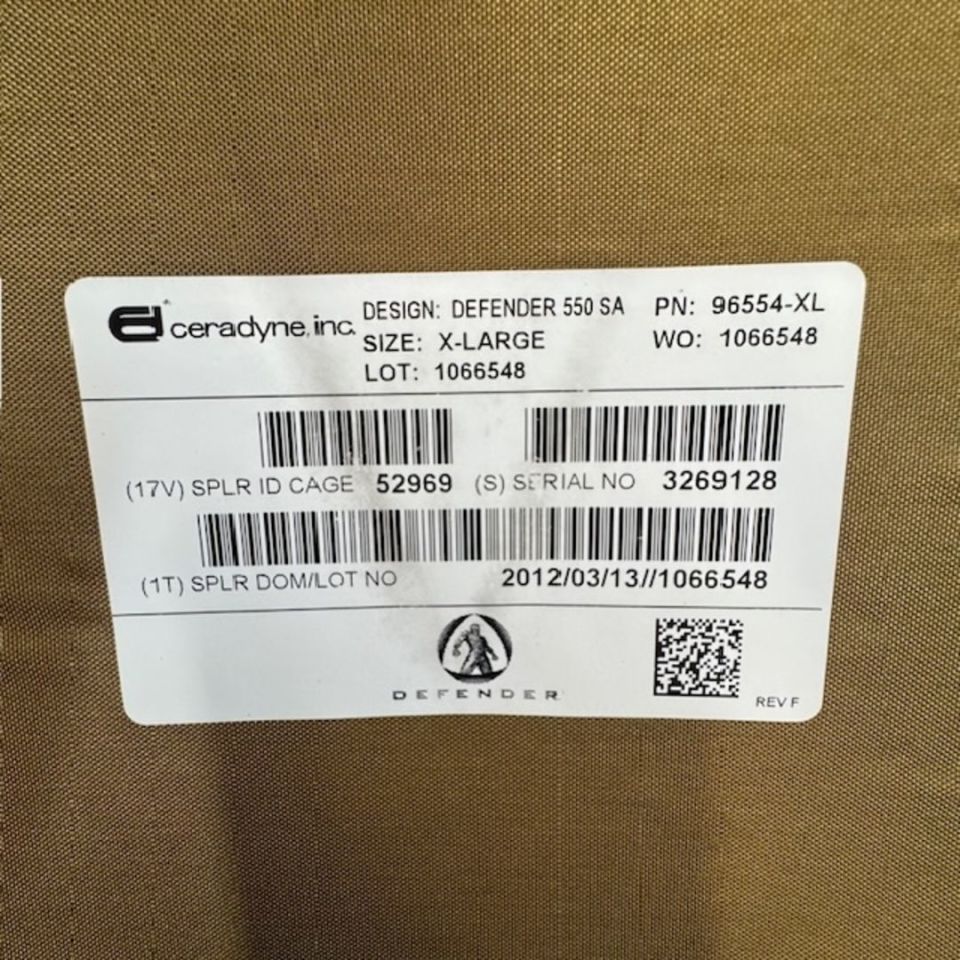 ceradyne, inc.
DESIGN: DEFENDER 550 SA PN: 96554-XL
SIZE: X-LARGE WO: 1066548
LOT: 1066548
(17V) SPLR ID CAGE 52969 (S) SERIAL NO 3269128
(1T) SPLR DOM/LOT NO 2012/03/13//1066548
DEFENDER
REV F